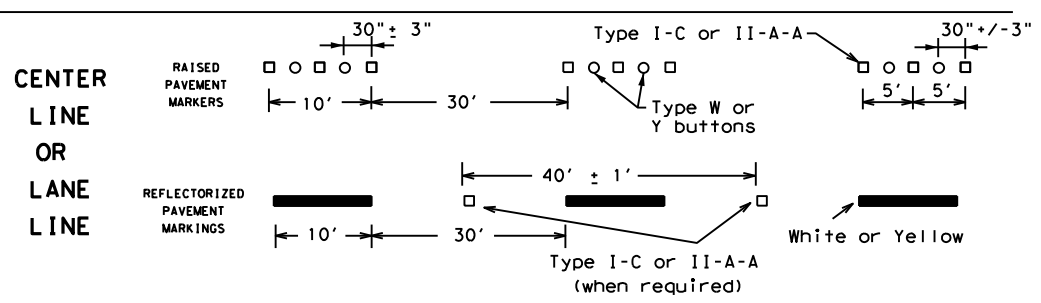 CENTER
LINE
OR
LANE
LINE
RAISED
PAVEMENT
MARKERS
30"± 3"
10'
30'
Type I-C or II-A-A
Type W or
Y buttons
30"+/-3"
5' 5'
REFLECTORIZED
PAVEMENT
MARKINGS
40' ± 1'
10'
30'
Type I-C or II-A-A
(when required)
White or Yellow